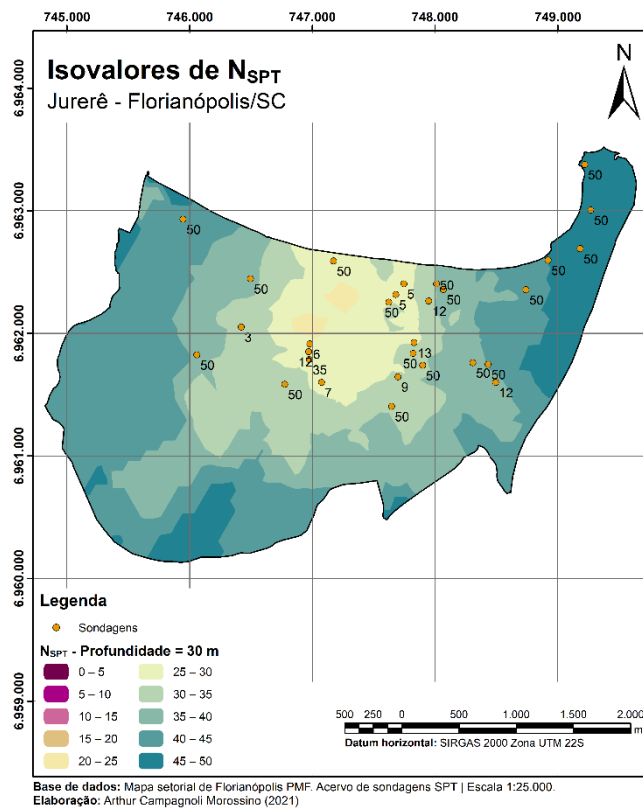 745.000 746.000 747.000 748.000 749.000
Isovalores de NSPT
Jurerê - Florianópolis/SC
N
6.964.000
6.983.000
6.962.000
6.961.000
6.960.000
6.959.000
50
50
50
50
50
50
50
50
5
50
5
50
50
12
3
6
12
35
13
50
50
50
50
7
9
50
50
50
12
Legenda
Sondagens
NSPT - Profundidade = 30 m
0 – 5 25 – 30
5 – 10 30 – 35
10 – 15 35 – 40
15 – 20 40 – 45
20 – 25 45 – 50
500 250 0 500 1.000 1.500 2.000
m
Datum horizontal: SIRGAS 2000 Zona UTM 22S
Base de dados: Mapa setorial de Florianópolis PMF. Acervo de sondagens SPT | Escala 1:25.000.
Elaboração: Arthur Campagnoli Morossino (2021)